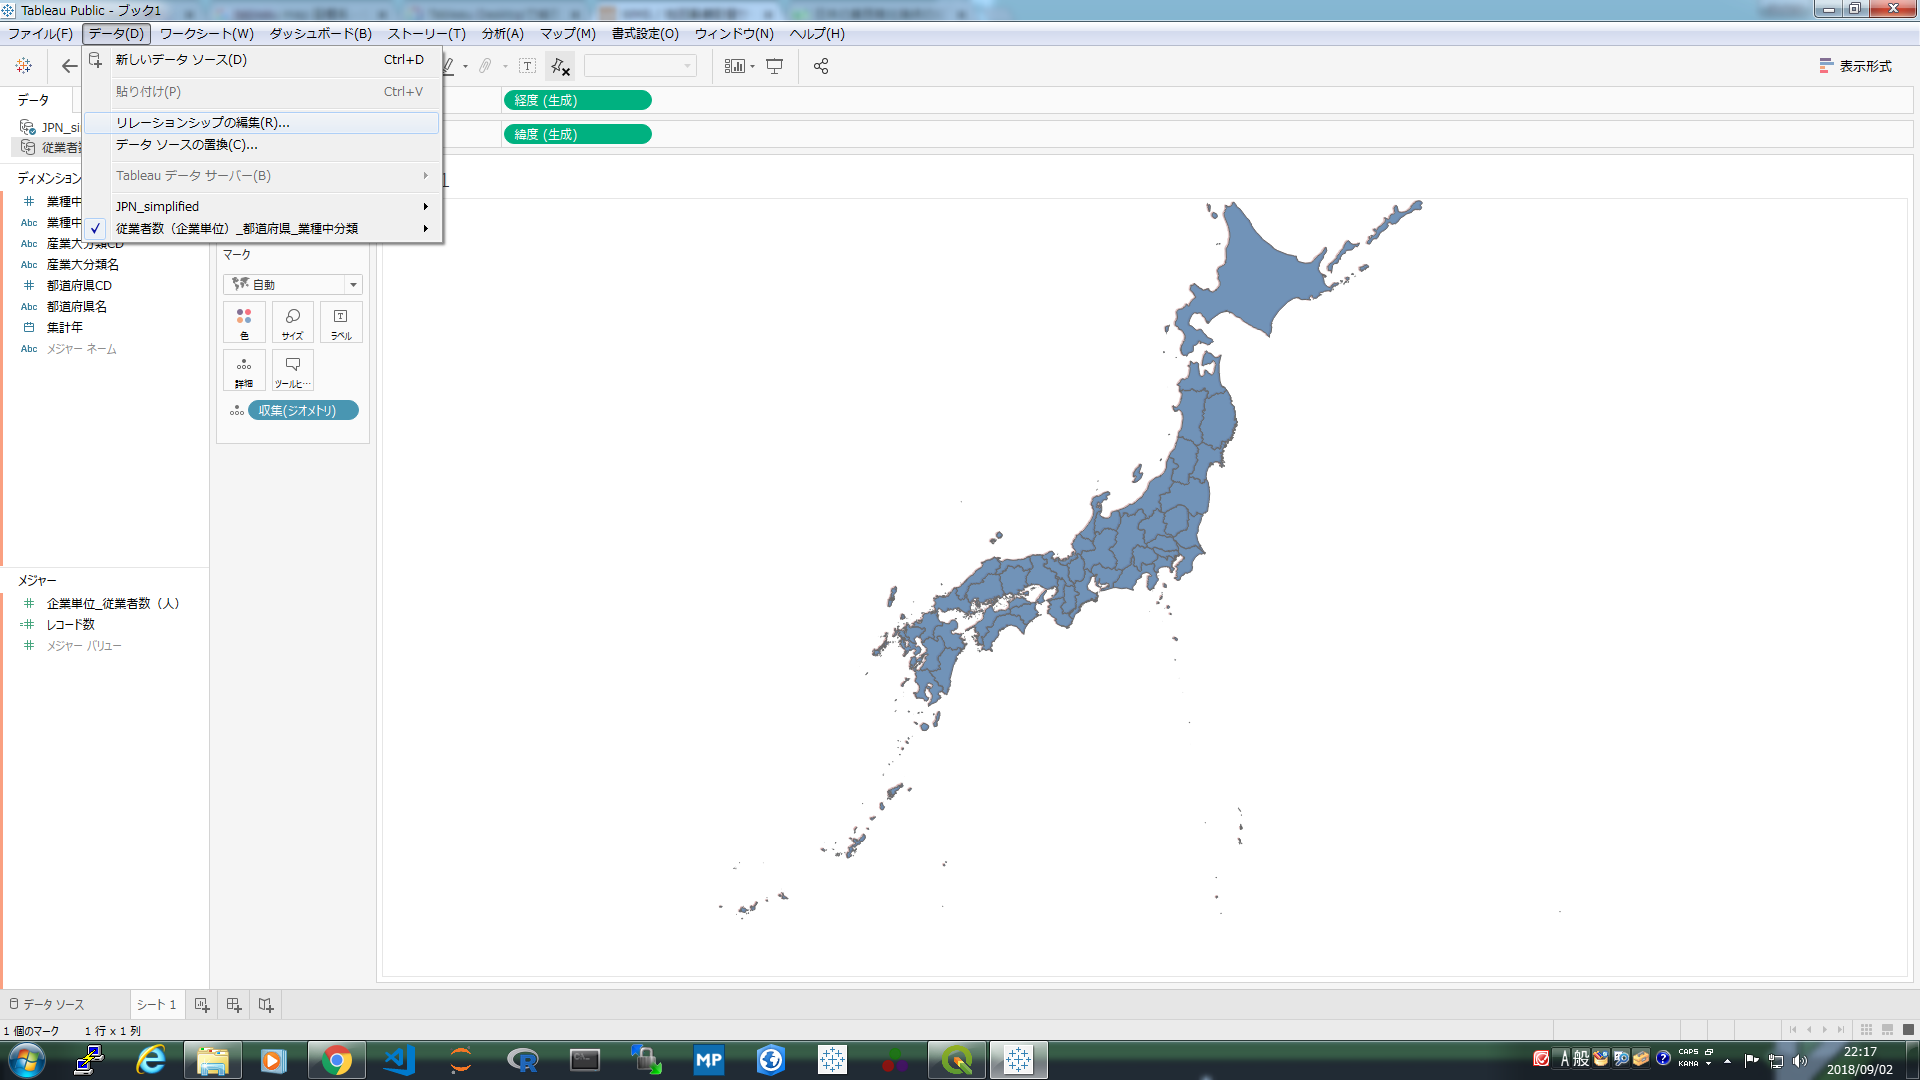 Tableau Public - ブック1
ファイル(F) データ(D) ワークシート(W) ダッシュボード(B) ストーリー(T) 分析(A) マップ(M) 書式設定(O) ウィンドウ(N) ヘルプ(H)
新しいデータ ソース(D) Ctrl+D
貼り付け(P) Ctrl+V
リレーションシップの編集(R)...
データ ソースの置換(C)...
Tableau データ サーバー(B)
JPN_simplified
従業者数（企業単位）_都道府県_業種中分類
表示形式
データ
JPN_si
従業者
経度 (生成)
緯度 (生成)
ディメンション
# 業種中
Abc 業種中
Abc 産業大分類CD
Abc 産業大分類名
# 都道府県CD
Abc 都道府県名
集計年
Abc メジャー ネーム
マーク
自動
色 サイズ ラベル
詳細 ツールヒ…
収集(ジオメトリ)
メジャー
# 企業単位_従業者数（人）
=# レコード数
# メジャー バリュー
データ ソース シート 1
1 個のマーク 1 行 x 1 列
MP
A 般
CAPS
KANA
22:17
2018/09/02